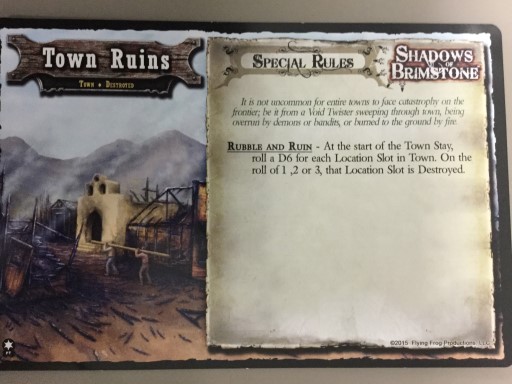 Town Ruins
Town • Destroyed
Special Rules
Shadows
of
Brimstone
It is not uncommon for entire towns to face catastrophy on the
frontier; be it from a Void Twister sweeping through town, being
overrun by demons or bandits, or burned to the ground by fire.
Rubble and Ruin - At the start of the Town Stay,
roll a D6 for each Location Slot in Town. On the
roll of 1 ,2 or 3, that Location Slot is Destroyed.
©2015 Flying Frog Productions, LLC